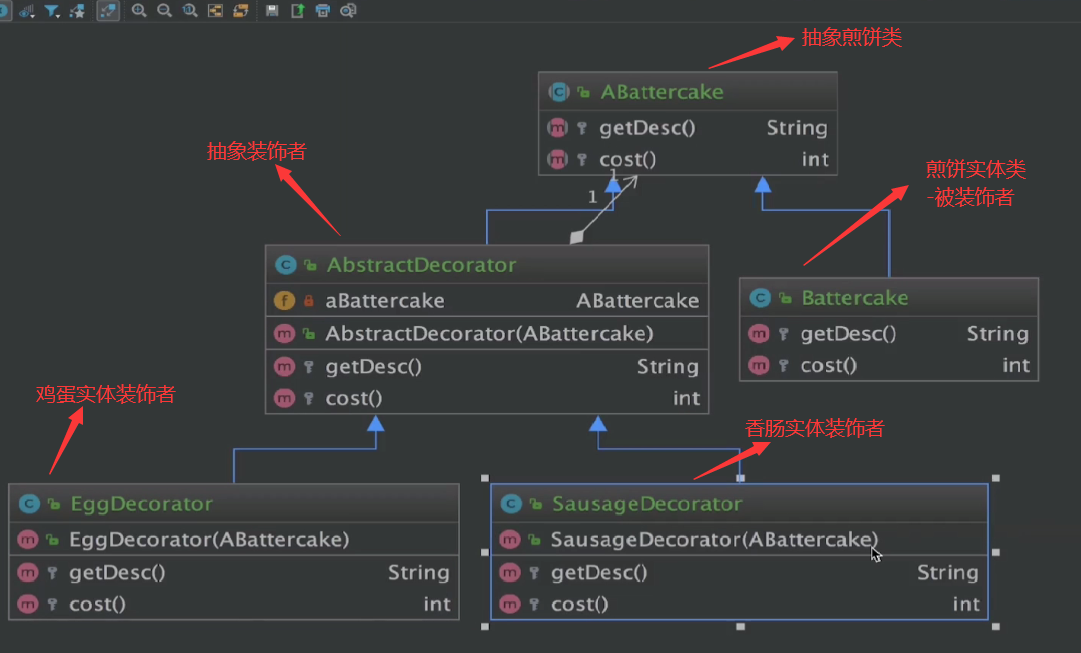 抽象煎饼类
ABattercake
getDesc() String
cost() int
1
1
抽象装饰者
煎饼实体类
-被装饰者
AbstractDecorator
aBattercake ABattercake
AbstractDecorator(ABattercake)
getDesc() String
cost() int
Battercake
getDesc() String
cost() int
鸡蛋实体装饰者
香肠实体装饰者
EggDecorator
EggDecorator(ABattercake)
getDesc() String
cost() int
SausageDecorator
SausageDecorator(ABattercake)
getDesc() String
cost() int